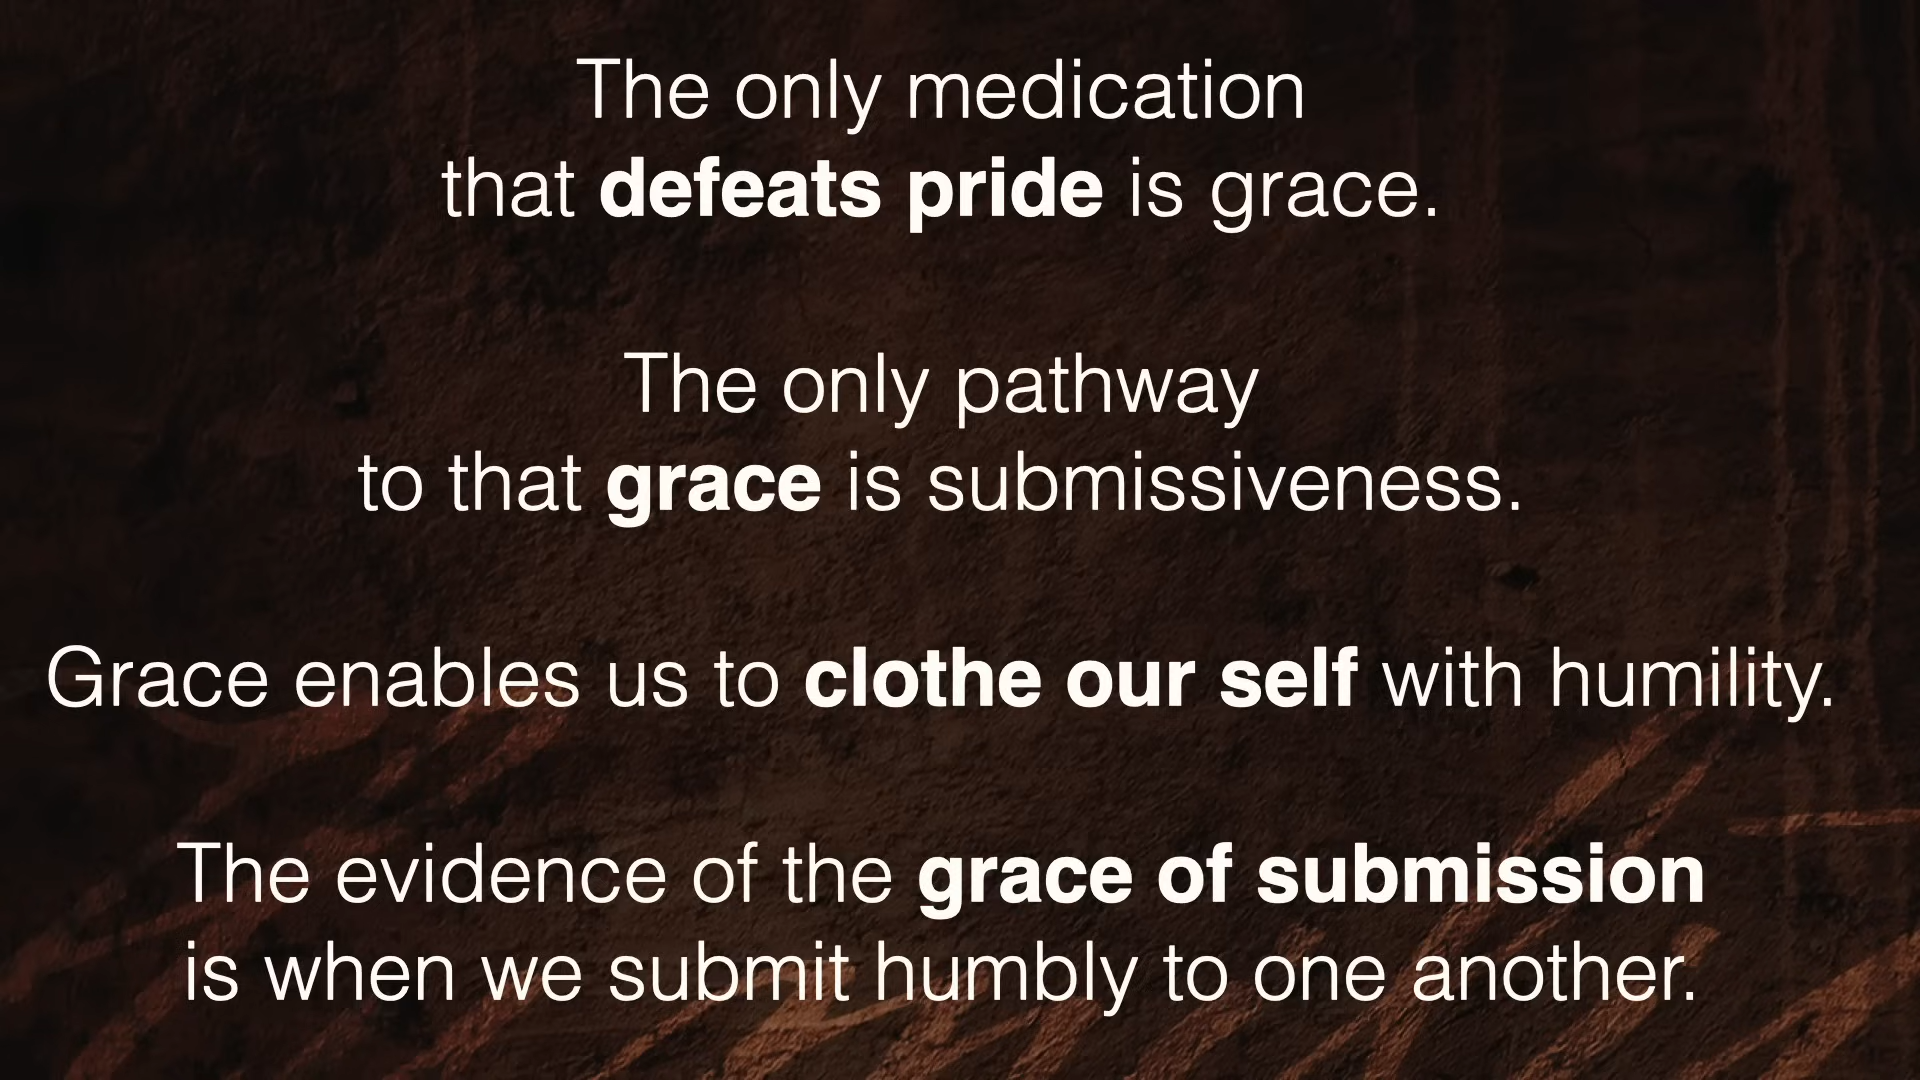 The only medication
that defeats pride is grace.
The only pathway
to that grace is submissiveness.
Grace enables us to clothe our self with humility.
The evidence of the grace of submission
is when we submit humbly to one another.